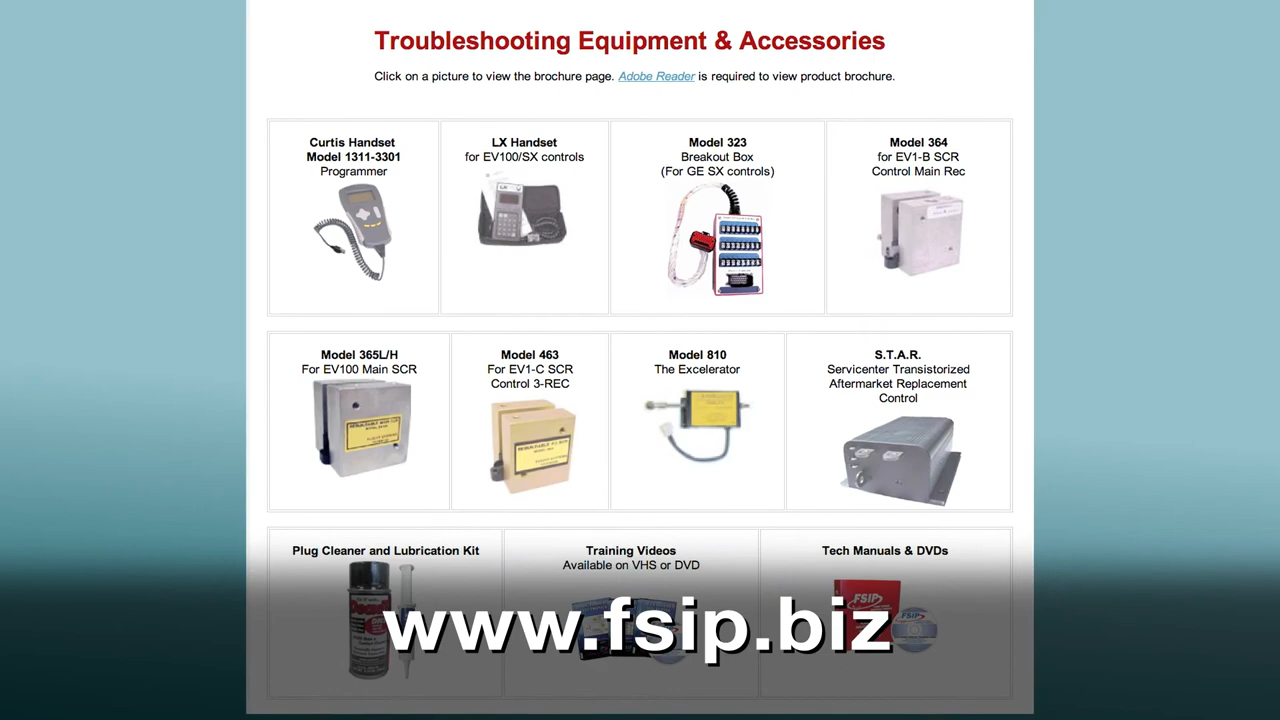 Troubleshooting Equipment & Accessories
Click on a picture to view the brochure page. Adobe Reader is required to view product brochure.
Curtis Handset
Model 1311-3301
Programmer
LX Handset
for EV100/SX controls
Model 323
Breakout Box
(For GE SX controls)
Model 364
for EV1-B SCR
Control Main Rec
Model 365L/H
For EV100 Main SCR
Model 463
For EV1-C SCR
Control 3-REC
Model 810
The Excelerator
S.T.A.R.
Servicenter Transistorized
Aftermarket Replacement
Control
Plug Cleaner and Lubrication Kit
Training Videos
Available on VHS or DVD
Tech Manuals & DVDs
FSIP
FSIP
www.fsip.biz